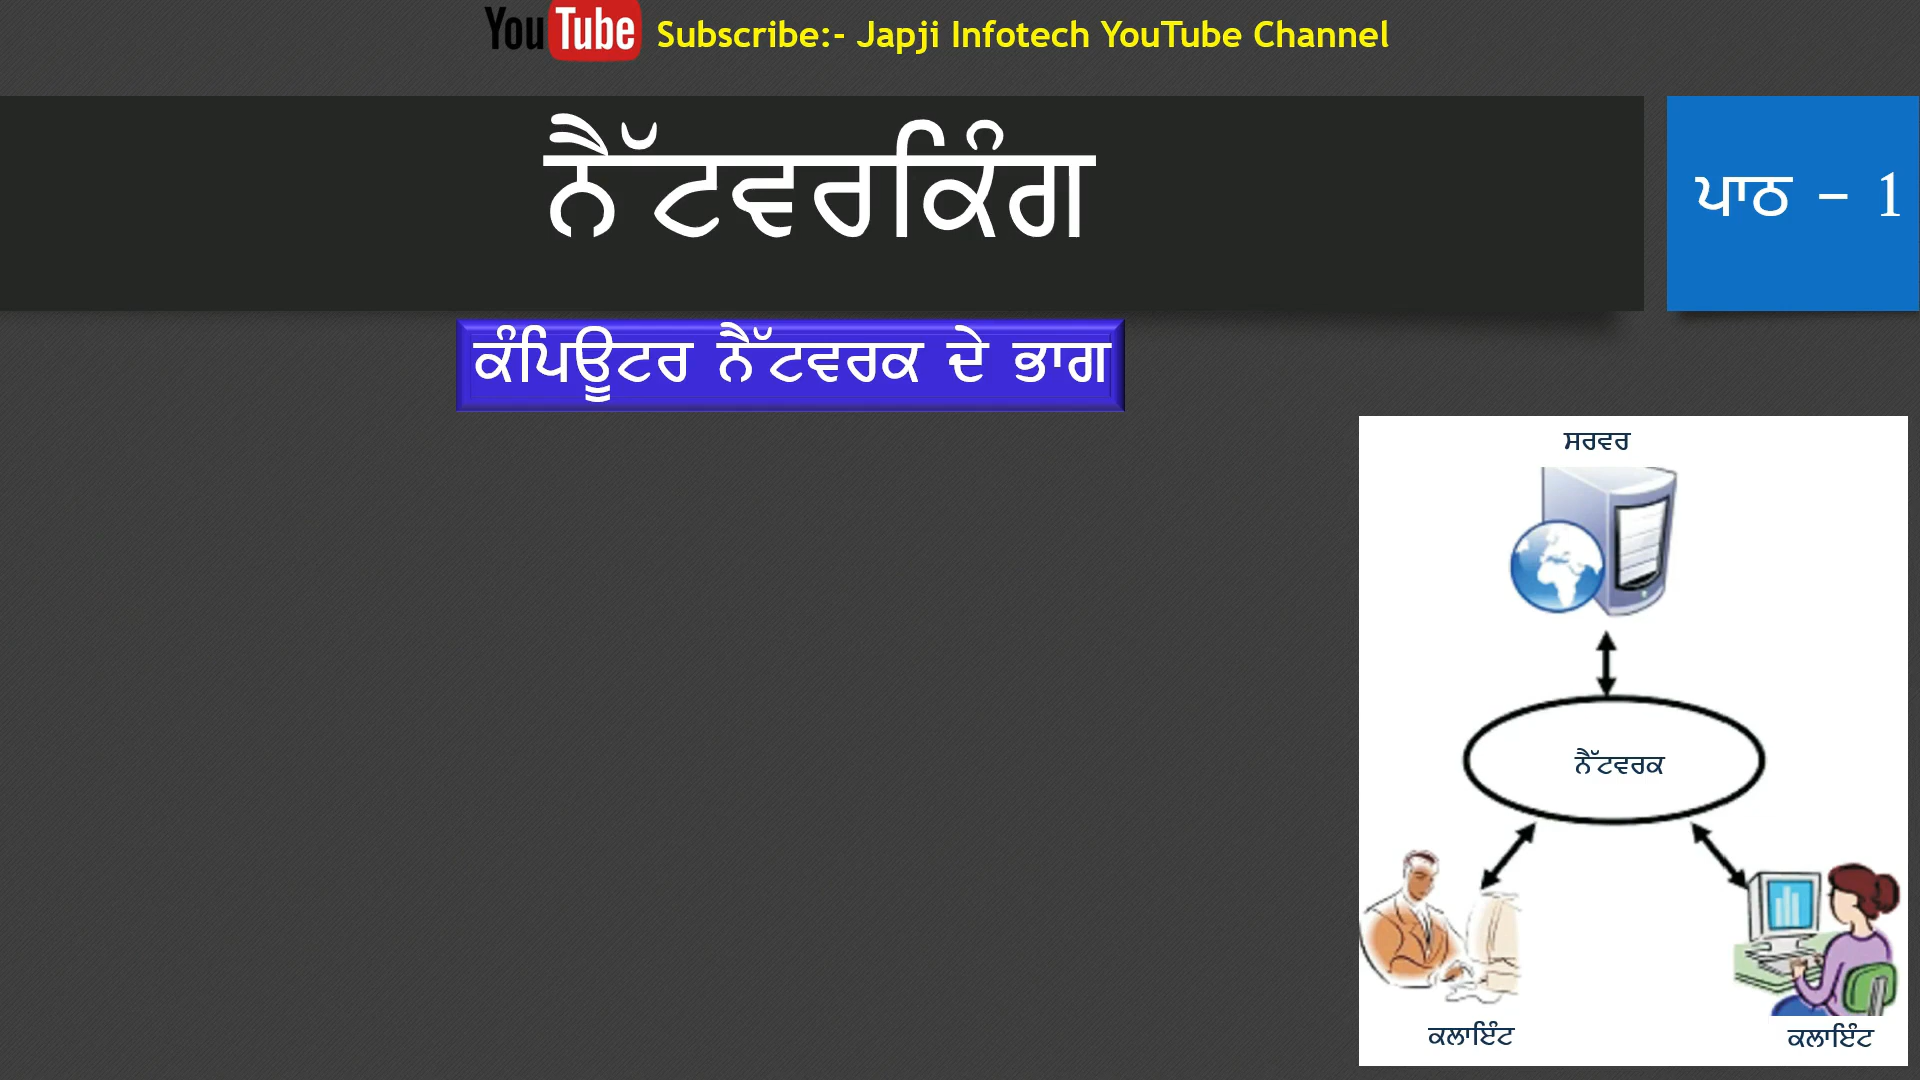 YouTube Subscribe:- Japji Infotech YouTube Channel
ਨੈੱਟਵਰਕਿੰਗ
ਪਾਠ – 1
ਕੰਪਿਊਟਰ ਨੈੱਟਵਰਕ ਦੇ ਭਾਗ
ਸਰਵਰ
ਨੈੱਟਵਰਕ
ਕਲਾਇੰਟ
ਕਲਾਇੰਟ